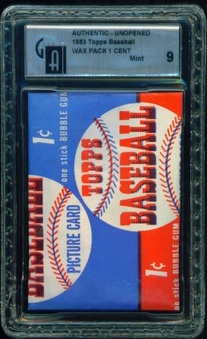 AUTHENTIC - UNOPENED
1953 Topps Baseball
WAX PACK 1 CENT
Mint
9
GAI
1¢
one stick BUBBLE GUM
TOPPS
BASEBALL
BASEBALL
PICTURE CARD
1¢
one stick BUBBLE GUM